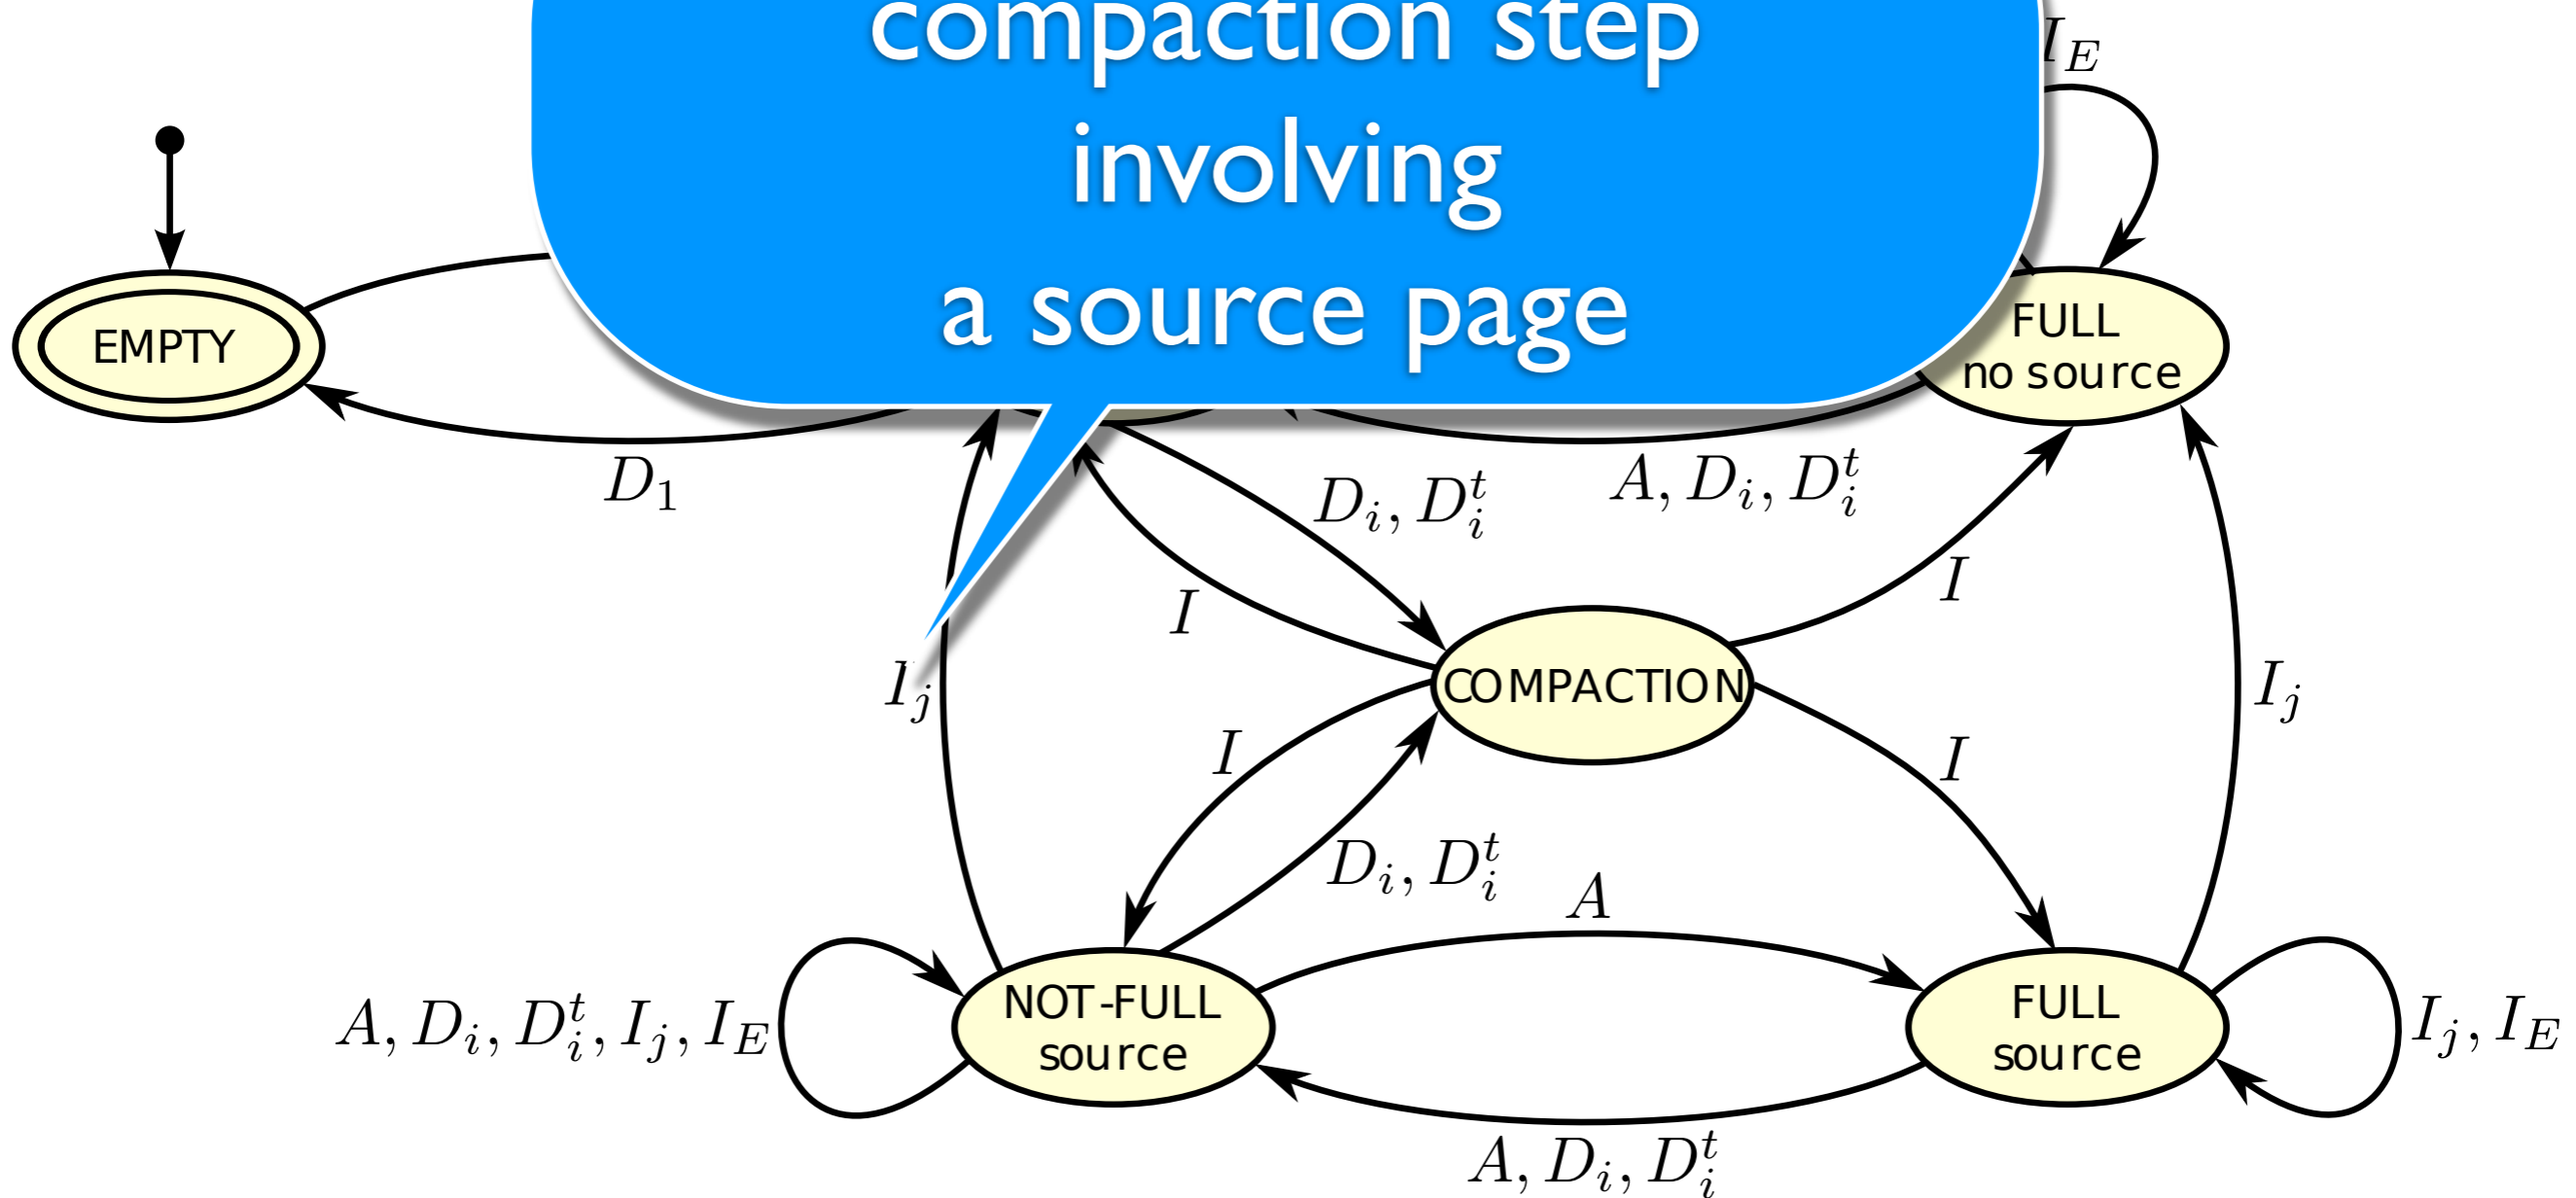 compaction step
involving
a source page
I_E
EMPTY
FULL
no source
D_1
D_i, D_i^t
A, D_i, D_i^t
I
I
I_j
COMPACTION
I_j
I
I
D_i, D_i^t
A
NOT-FULL
source
FULL
source
A, D_i, D_i^t, I_j, I_E
I_j, I_E
A, D_i, D_i^t